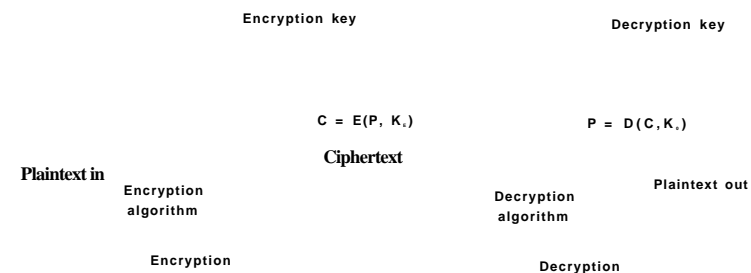 Encryption key
Decryption key
C = E(P, K
P = D(C,K
Ciphertext
Plaintext in
Encryption
algorithm
Decryption
algorithm
Plaintext out
Encryption
Decryption